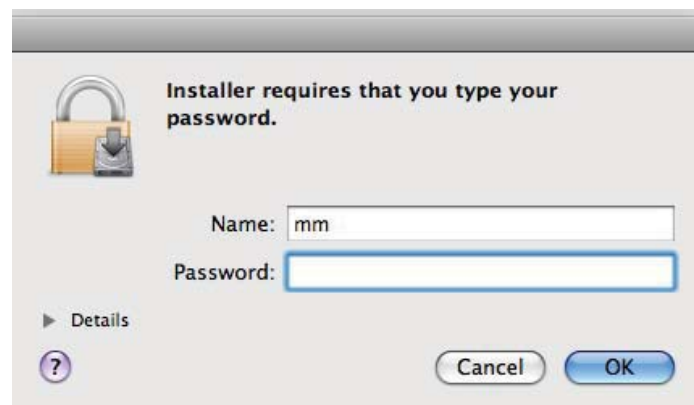 Installer requires that you type your
password.
Name: mm
Password:
Details
?
Cancel OK